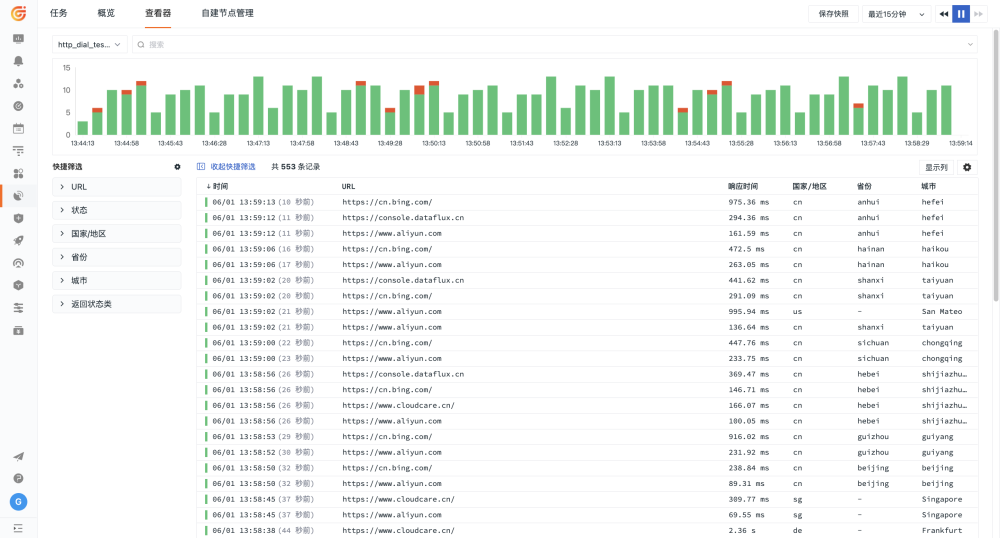 任务 概览 查看器 自建节点管理 保存快照 最近15分钟
http_dial_tes... 搜索
15
10
5
0
13:44:13 13:44:58 13:45:43 13:46:28 13:47:13 13:47:58 13:48:43 13:49:28 13:50:13 13:50:58 13:51:43 13:52:28 13:53:13 13:53:58 13:54:43 13:55:28 13:56:13 13:56:58 13:57:43 13:58:29 13:59:14
快捷筛选 收起快捷筛选 共 553 条记录 显示列
URL
状态
国家/地区
省份
城市
返回状态类
时间 URL 响应时间 国家/地区 省份 城市
06/01 13:59:13 (10 秒前) https://cn.bing.com/ 975.36 ms cn anhui hefei
06/01 13:59:12 (11 秒前) https://console.dataflux.cn 294.36 ms cn anhui hefei
06/01 13:59:12 (11 秒前) https://www.aliyun.com 161.59 ms cn anhui hefei
06/01 13:59:06 (16 秒前) https://cn.bing.com/ 472.5 ms cn hainan haikou
06/01 13:59:06 (17 秒前) https://www.aliyun.com 263.05 ms cn hainan haikou
06/01 13:59:02 (20 秒前) https://console.dataflux.cn 441.62 ms cn shanxi taiyuan
06/01 13:59:02 (20 秒前) https://cn.bing.com/ 291.09 ms cn shanxi taiyuan
06/01 13:59:02 (21 秒前) https://www.aliyun.com 995.94 ms us – San Mateo
06/01 13:59:02 (21 秒前) https://www.aliyun.com 136.64 ms cn shanxi taiyuan
06/01 13:59:00 (22 秒前) https://cn.bing.com/ 447.76 ms cn sichuan chongqing
06/01 13:59:00 (23 秒前) https://www.aliyun.com 233.75 ms cn sichuan chongqing
06/01 13:58:56 (26 秒前) https://console.dataflux.cn 369.47 ms cn hebei shijiazhu...
06/01 13:58:56 (26 秒前) https://cn.bing.com/ 146.71 ms cn hebei shijiazhu...
06/01 13:58:56 (26 秒前) https://www.cloudcare.cn/ 166.07 ms cn hebei shijiazhu...
06/01 13:58:56 (26 秒前) https://www.aliyun.com 100.05 ms cn hebei shijiazhu...
06/01 13:58:53 (29 秒前) https://cn.bing.com/ 916.02 ms cn guizhou guiyang
06/01 13:58:52 (30 秒前) https://www.aliyun.com 231.92 ms cn guizhou guiyang
06/01 13:58:50 (32 秒前) https://cn.bing.com/ 238.84 ms cn beijing beijing
06/01 13:58:50 (32 秒前) https://www.aliyun.com 89.31 ms cn beijing beijing
06/01 13:58:45 (37 秒前) https://www.cloudcare.cn/ 309.77 ms sg – Singapore
06/01 13:58:45 (37 秒前) https://www.aliyun.com 69.55 ms sg – Singapore
06/01 13:58:38 (44 秒前) https://www.cloudcare.cn/ 2.36 s de – Frankfurt
G